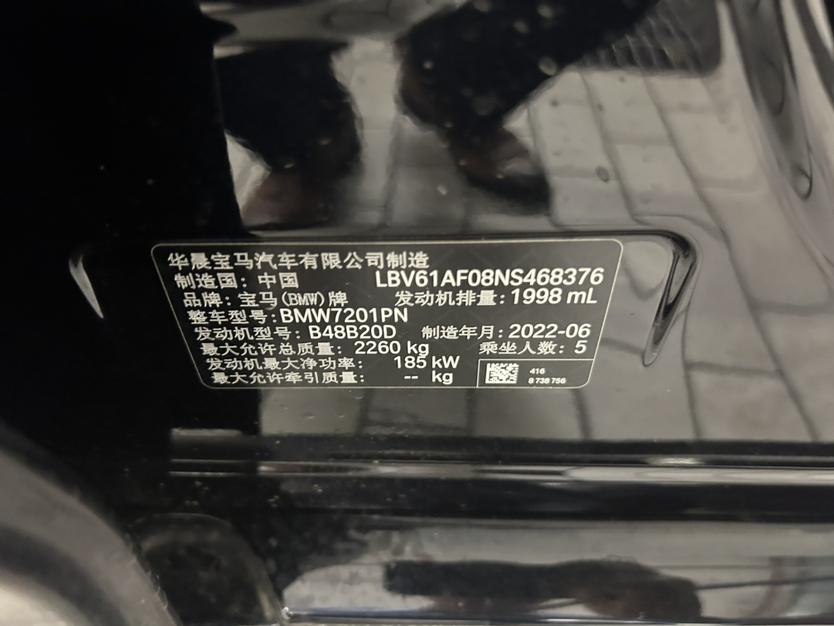 华晨宝马汽车有限公司制造
制造国：中国 LBV61AF08NS468376
品牌：宝马(BMW)牌 发动机排量：1998 mL
整车型号：BMW7201PN
发动机型号：B48B20D 制造年月：2022-06
最大允许总质量： 2260 kg 乘坐人数：5
发动机最大净功率： 185 kW
最大允许牵引质量： -- kg
416
8 738 756